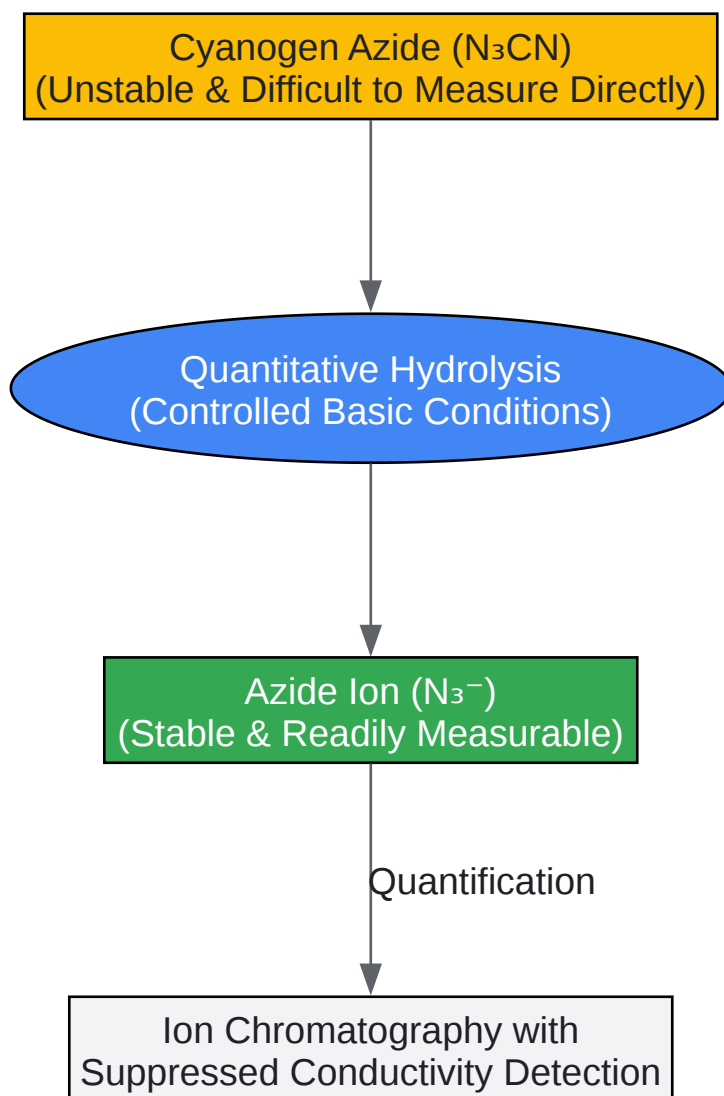 Cyanogen Azide (N₃CN)
(Unstable & Difficult to Measure Directly)
Quantitative Hydrolysis
(Controlled Basic Conditions)
Azide Ion (N₃⁻)
(Stable & Readily Measurable)
Quantification
Ion Chromatography with
Suppressed Conductivity Detection